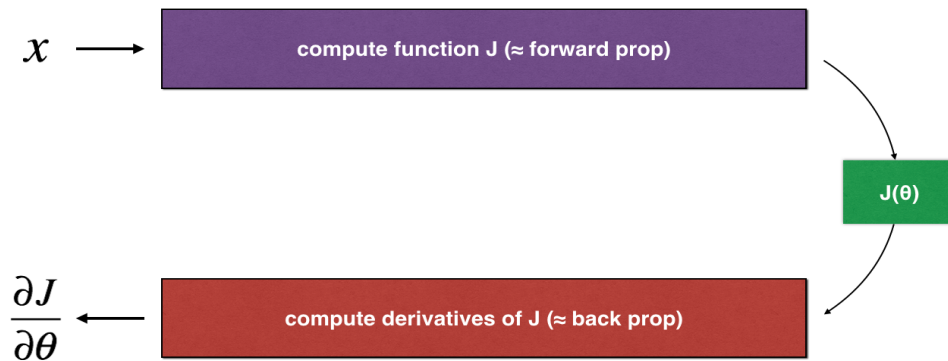 x
compute function J (≈ forward prop)
J(θ)
∂J
∂θ
compute derivatives of J (≈ back prop)